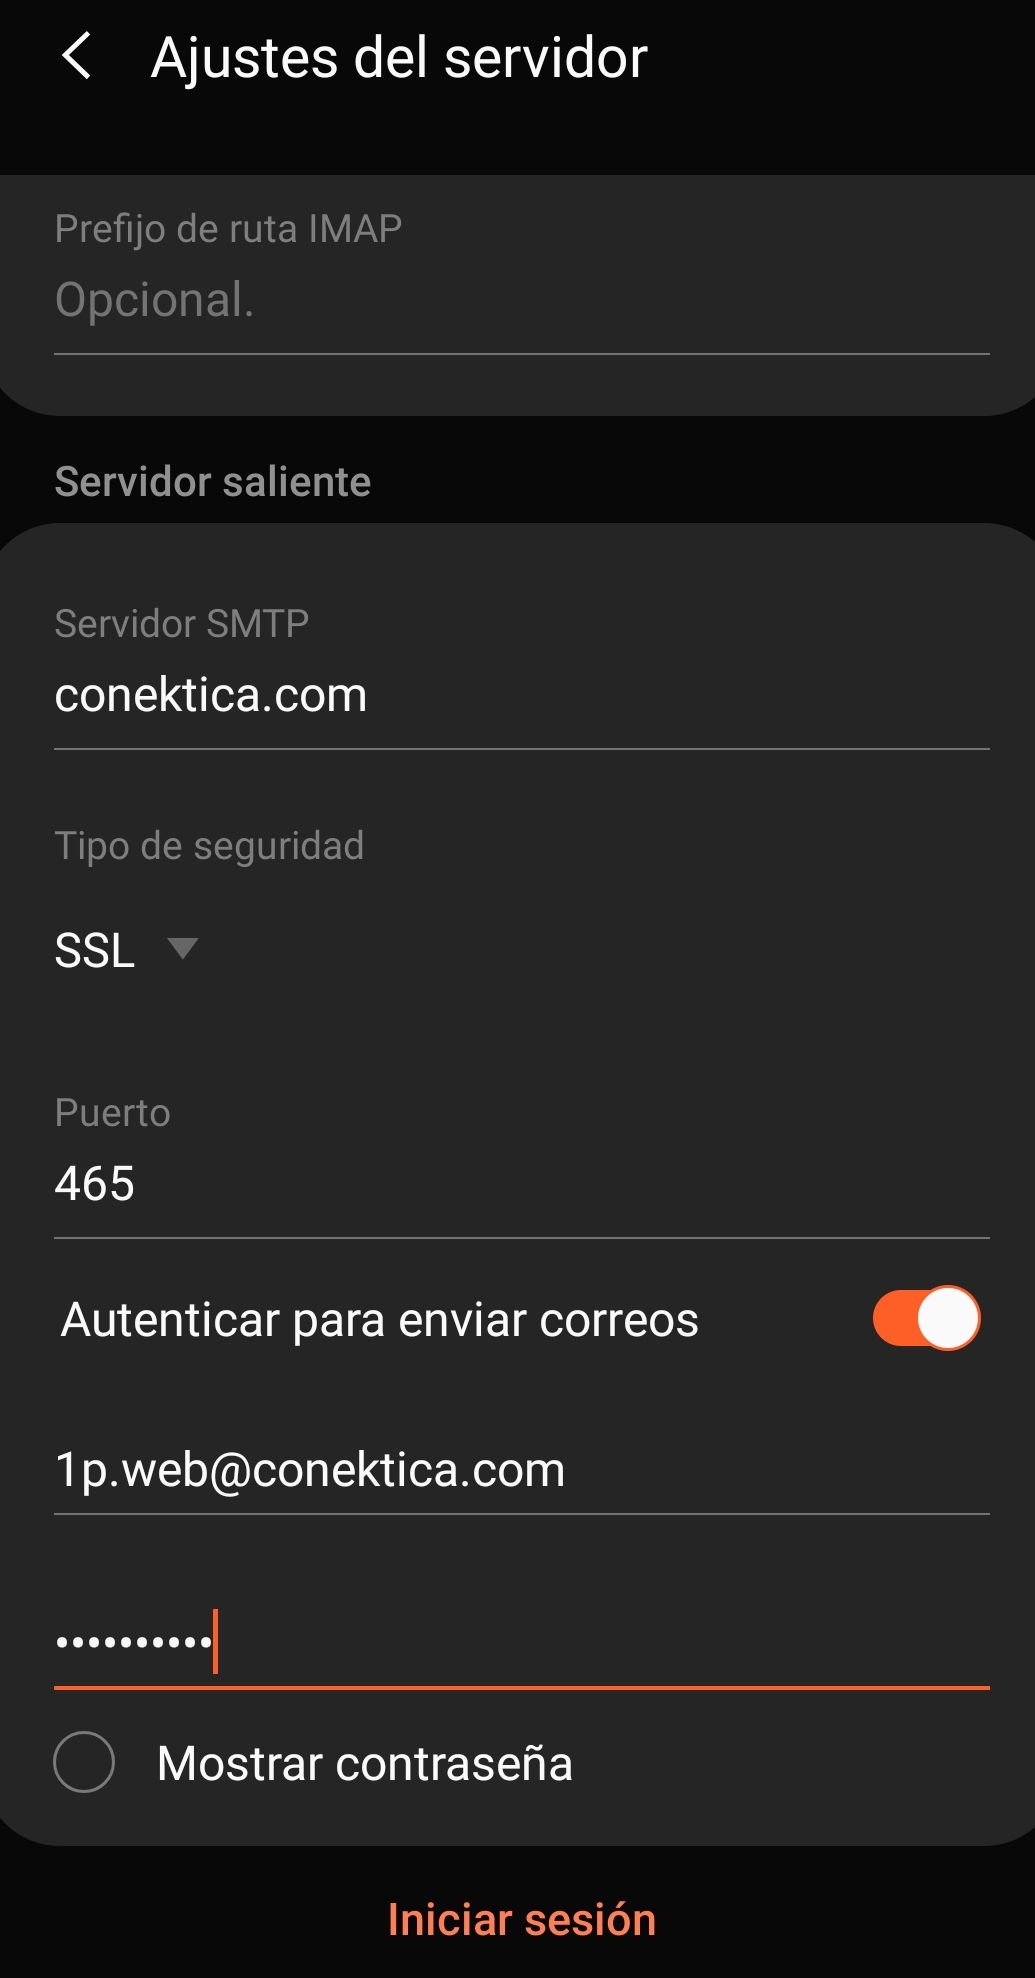 Ajustes del servidor
Prefijo de ruta IMAP
Opcional.
Servidor saliente
Servidor SMTP
conektica.com
Tipo de seguridad
SSL
Puerto
465
Autenticar para enviar correos
1p.web@conektica.com
••••••••••
Mostrar contraseña
Iniciar sesión